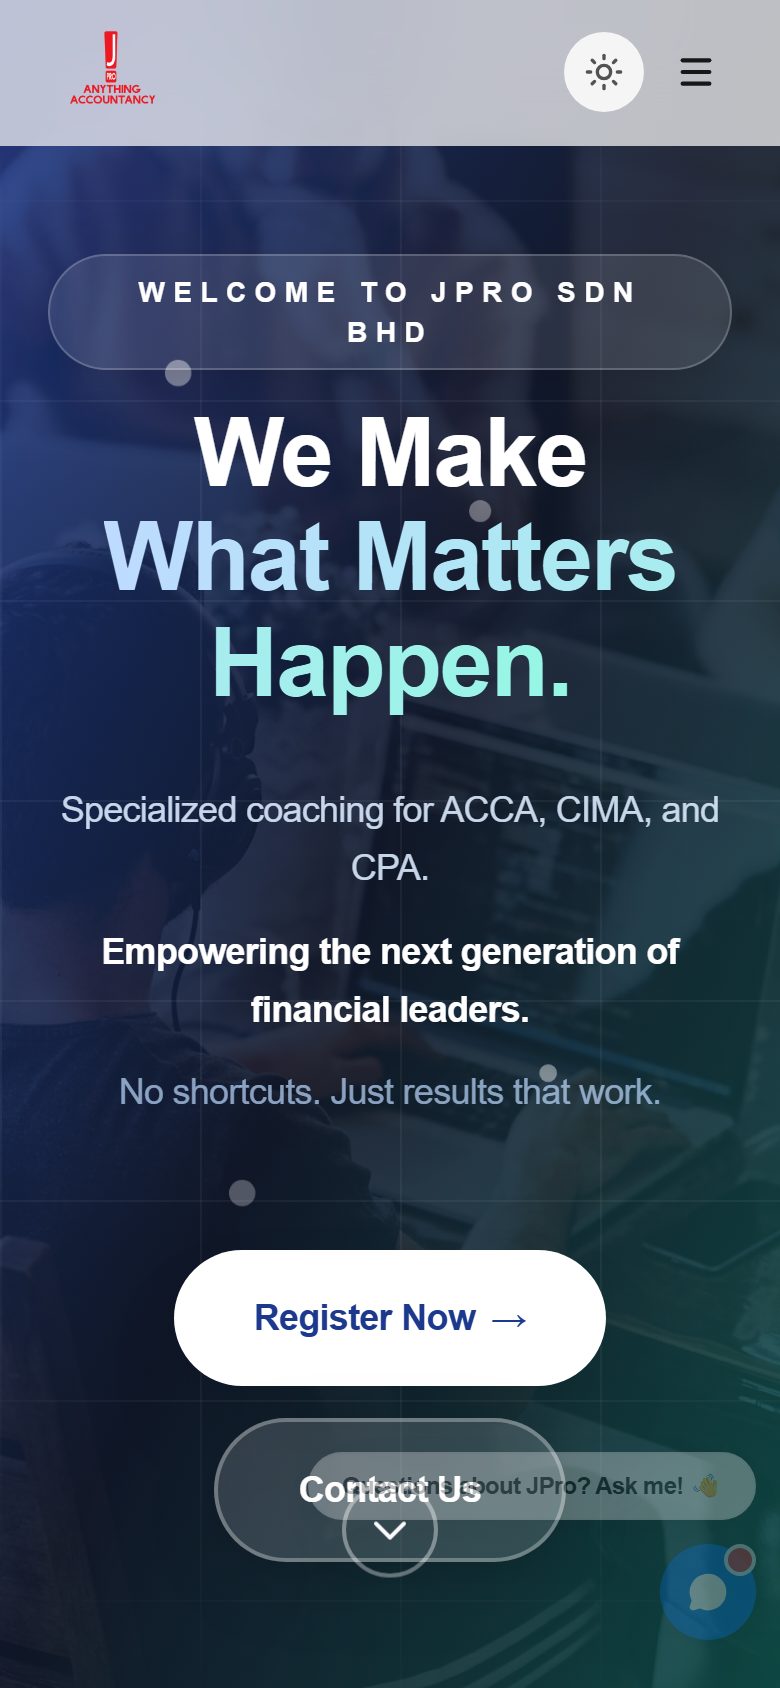 J
PRO
ANYTHING
ACCOUNTANCY
WELCOME TO JPRO SDN
BHD
We Make
What Matters
Happen.
Specialized coaching for ACCA, CIMA, and
CPA.
Empowering the next generation of
financial leaders.
No shortcuts. Just results that work.
Register Now →
Contact Us
Questions about JPro? Ask me! 👋